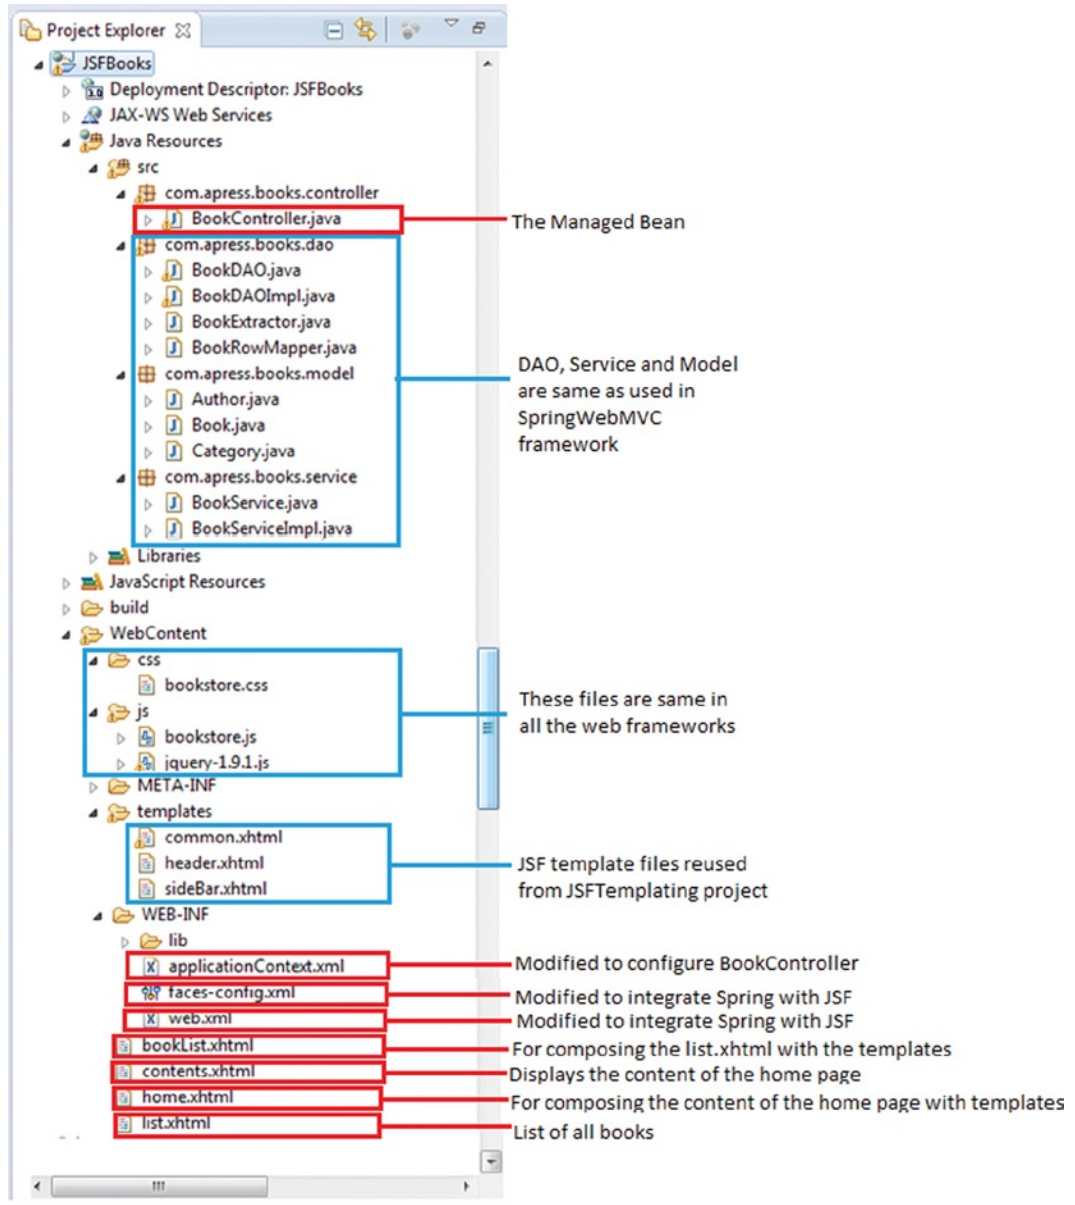 Project Explorer
JSFBooks
3.0 Deployment Descriptor: JSFBooks
JAX-WS Web Services
Java Resources
src
com.apress.books.controller
BookController.java
The Managed Bean
com.apress.books.dao
BookDAO.java
BookDAOImpl.java
BookExtractor.java
BookRowMapper.java
com.apress.books.model
Author.java
Book.java
Category.java
com.apress.books.service
BookService.java
BookServiceImpl.java
DAO, Service and Model
are same as used in
SpringWebMVC
framework
Libraries
JavaScript Resources
build
WebContent
css
bookstore.css
js
bookstore.js
jquery-1.9.1.js
These files are same in
all the web frameworks
META-INF
templates
common.xhtml
header.xhtml
sideBar.xhtml
JSF template files reused
from JSFTemplating project
WEB-INF
lib
applicationContext.xml
Modified to configure BookController
faces-config.xml
Modified to integrate Spring with JSF
web.xml
Modified to integrate Spring with JSF
bookList.xhtml
For composing the list.xhtml with the templates
contents.xhtml
Displays the content of the home page
home.xhtml
For composing the content of the home page with templates
list.xhtml
List of all books